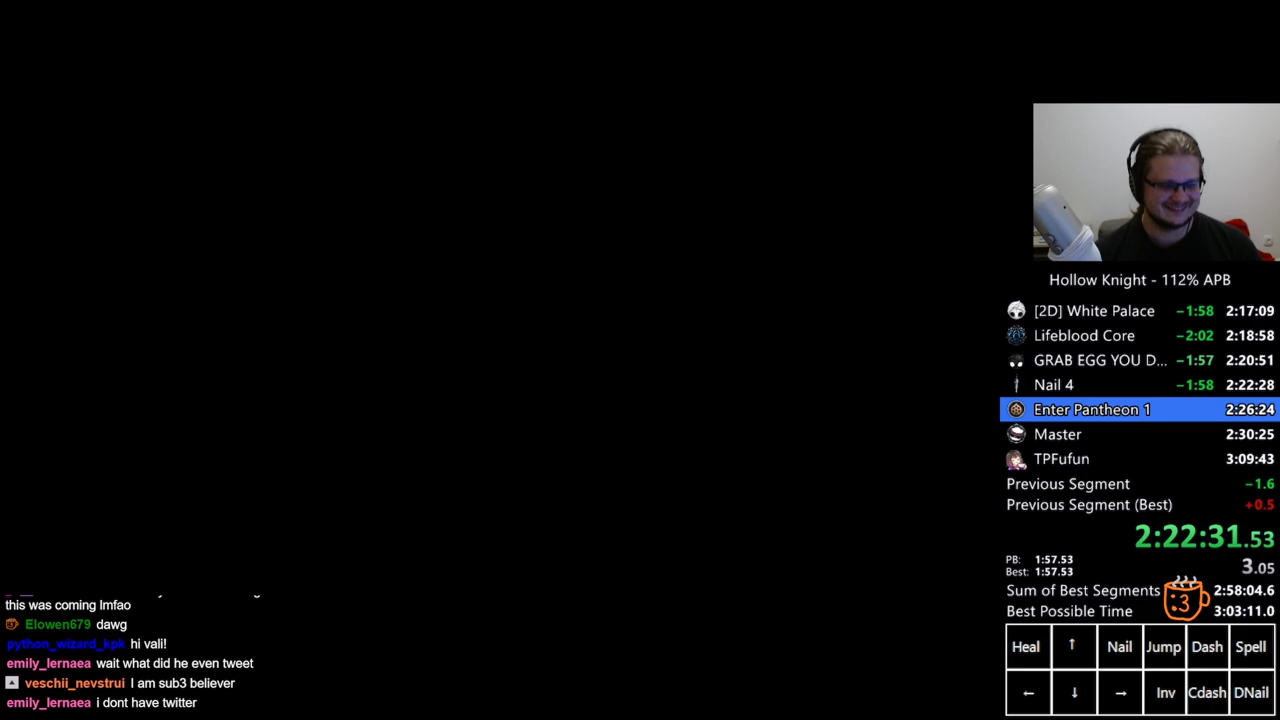 Hollow Knight - 112% APB
[2D] White Palace −1:58 2:17:09
Lifeblood Core −2:02 2:18:58
GRAB EGG YOU D... −1:57 2:20:51
Nail 4 −1:58 2:22:28
Enter Pantheon 1 2:26:24
Master 2:30:25
TPFufun 3:09:43
Previous Segment −1.6
Previous Segment (Best) +0.5
2:22:31.53
PB: 1:57.53
Best: 1:57.53
3.05
Sum of Best Segments 2:58:04.6
Best Possible Time 3:03:11.0
:3
Heal ↑ Nail Jump Dash Spell
← ↓ → Inv Cdash DNail
this was coming lmfao
Elowen679 dawg
python_wizard_kpk hi vali!
emily_lernaea wait what did he even tweet
veschii_nevstrui I am sub3 believer
emily_lernaea i dont have twitter